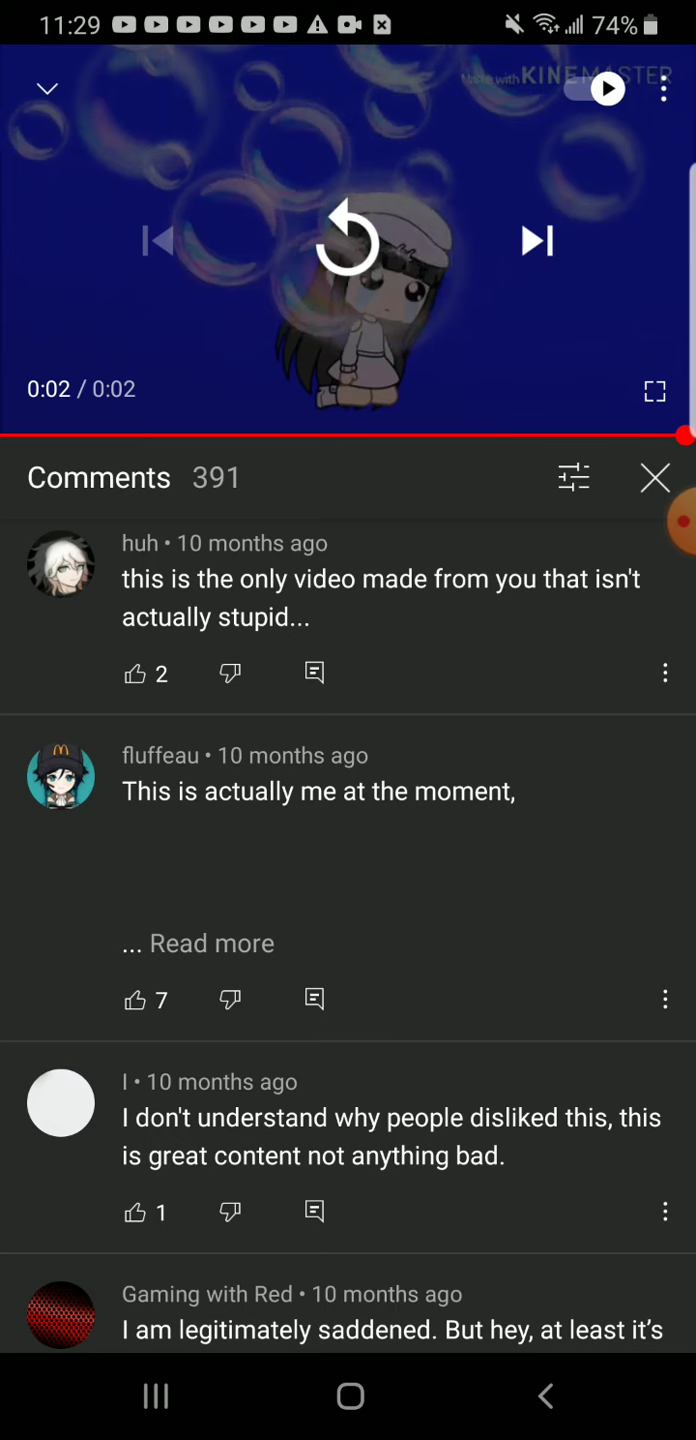 11:29
74%
Made with KINEMASTER
0:02 / 0:02
Comments 391
huh • 10 months ago
this is the only video made from you that isn't
actually stupid...
2
fluffeau • 10 months ago
This is actually me at the moment,
... Read more
7
I • 10 months ago
I don't understand why people disliked this, this
is great content not anything bad.
1
Gaming with Red • 10 months ago
I am legitimately saddened. But hey, at least it’s